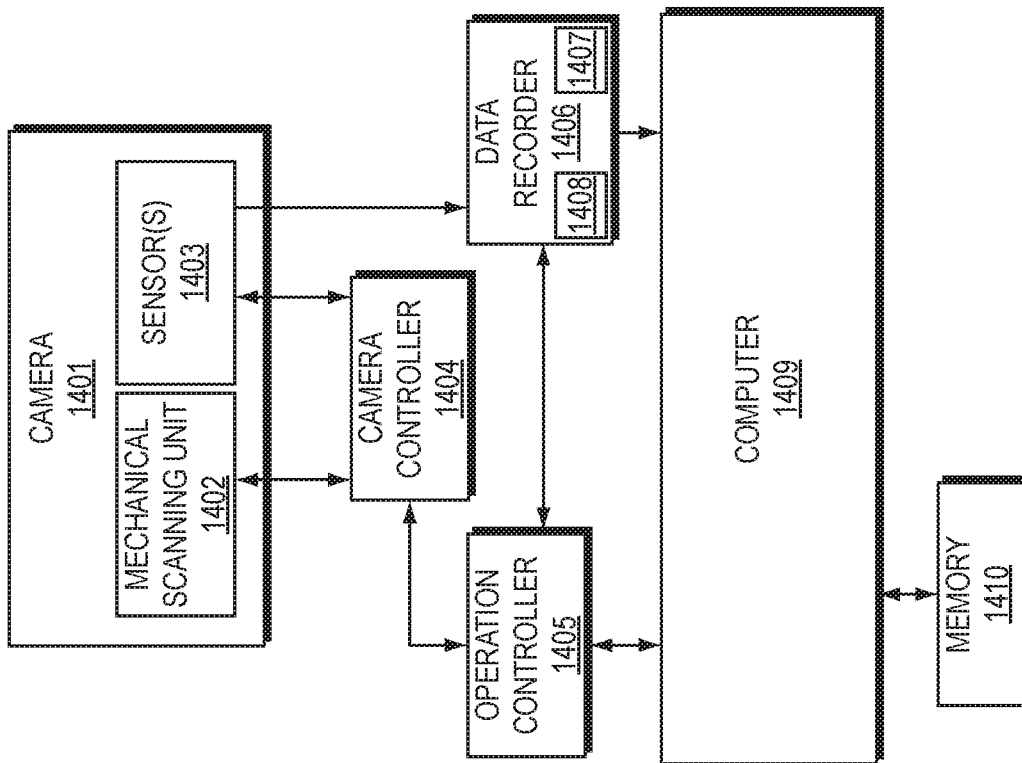 CAMERA
1401
MECHANICAL
SCANNING UNIT
1402
SENSOR(S)
1403
CAMERA
CONTROLLER
1404
OPERATION
CONTROLLER
1405
DATA
RECORDER
1406
1408
1407
COMPUTER
1409
MEMORY
1410